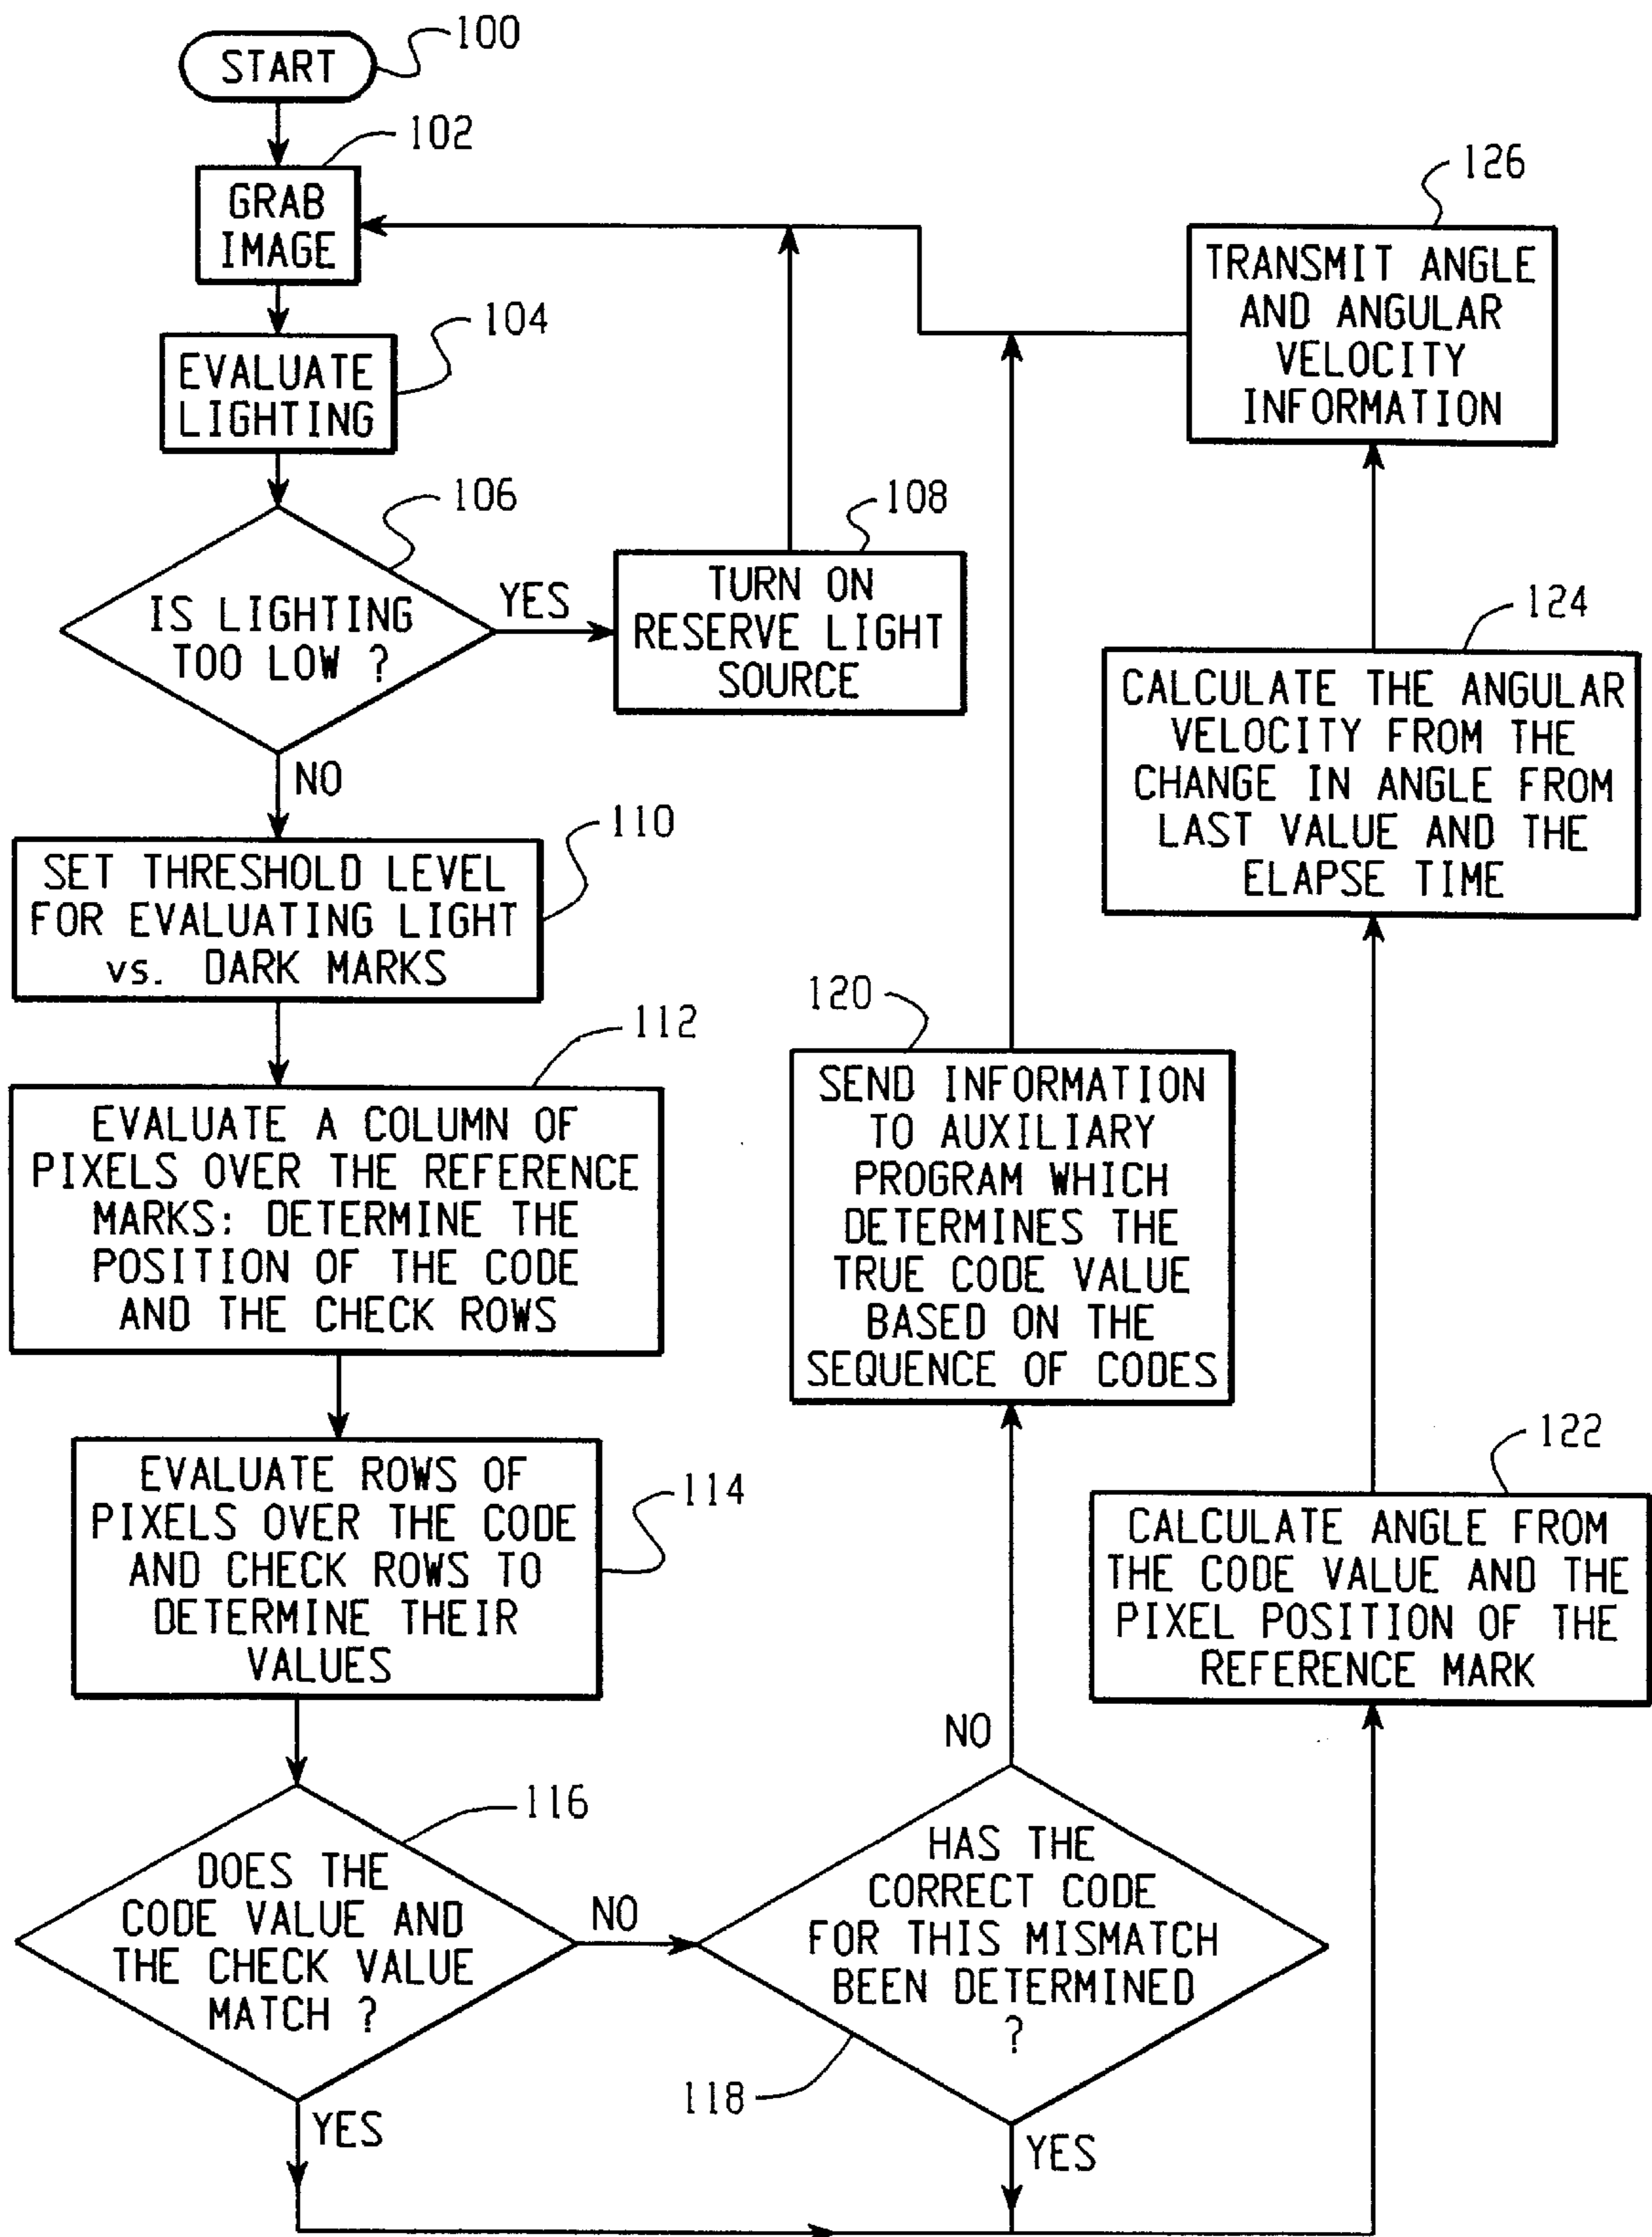 100
START
102
GRAB
IMAGE
104
EVALUATE
LIGHTING
106
IS LIGHTING
TOO LOW ?
YES
108
TURN ON
RESERVE LIGHT
SOURCE
NO
110
SET THRESHOLD LEVEL
FOR EVALUATING LIGHT
vs. DARK MARKS
112
EVALUATE A COLUMN OF
PIXELS OVER THE REFERENCE
MARKS: DETERMINE THE
POSITION OF THE CODE
AND THE CHECK ROWS
114
EVALUATE ROWS OF
PIXELS OVER THE CODE
AND CHECK ROWS TO
DETERMINE THEIR
VALUES
116
DOES THE
CODE VALUE AND
THE CHECK VALUE
MATCH ?
NO
YES
118
HAS THE
CORRECT CODE
FOR THIS MISMATCH
BEEN DETERMINED
?
NO
YES
120
SEND INFORMATION
TO AUXILIARY
PROGRAM WHICH
DETERMINES THE
TRUE CODE VALUE
BASED ON THE
SEQUENCE OF CODES
122
CALCULATE ANGLE FROM
THE CODE VALUE AND THE
PIXEL POSITION OF THE
REFERENCE MARK
124
CALCULATE THE ANGULAR
VELOCITY FROM THE
CHANGE IN ANGLE FROM
LAST VALUE AND THE
ELAPSE TIME
126
TRANSMIT ANGLE
AND ANGULAR
VELOCITY
INFORMATION